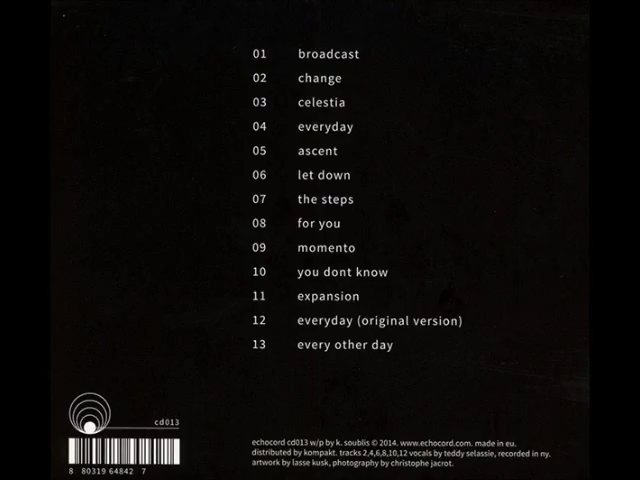 01 broadcast
02 change
03 celestia
04 everyday
05 ascent
06 let down
07 the steps
08 for you
09 momento
10 you dont know
11 expansion
12 everyday (original version)
13 every other day
cd013
8 80319 64842 7
echocord cd013 w/p by k. soublis © 2014. www.echocord.com. made in eu.
distributed by kompakt. tracks 2,4,6,8,10,12 vocals by teddy selassie, recorded in ny.
artwork by lasse kusk, photography by christophe jacrot.